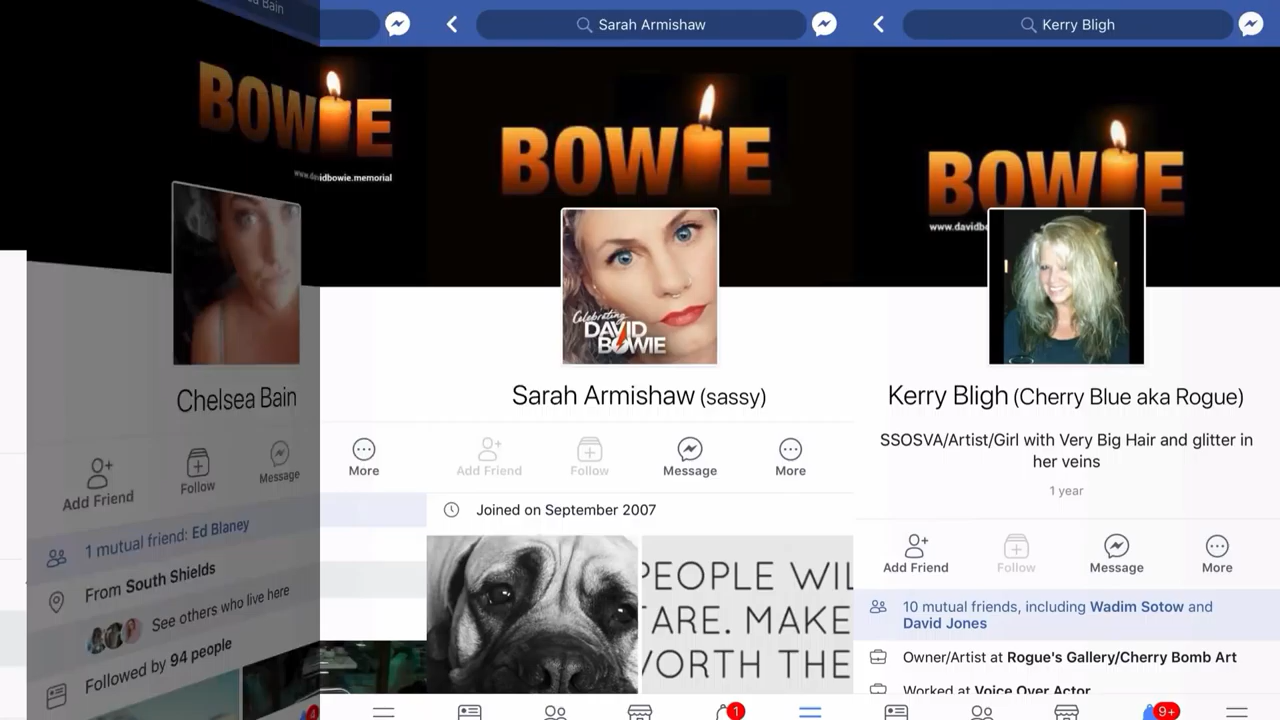 BOWIE
www.davidbowie.memorial
Chelsea Bain
Add Friend
Follow
Message
1 mutual friend: Ed Blaney
From South Shields
See others who live here
Followed by 94 people
4
More
Sarah Armishaw
BOWIE
Celebrating
DAVID
BOWIE
Sarah Armishaw (sassy)
Add Friend
Follow
Message
More
Joined on September 2007
PEOPLE WIL
ARE. MAKE
WORTH THE
1
Kerry Bligh
BOWIE
www.davidb
Kerry Bligh (Cherry Blue aka Rogue)
SSOSVA/Artist/Girl with Very Big Hair and glitter in
her veins
1 year
Add Friend
Follow
Message
More
10 mutual friends, including Wadim Sotow and
David Jones
Owner/Artist at Rogue's Gallery/Cherry Bomb Art
Worked at Voice Over Actor
9+